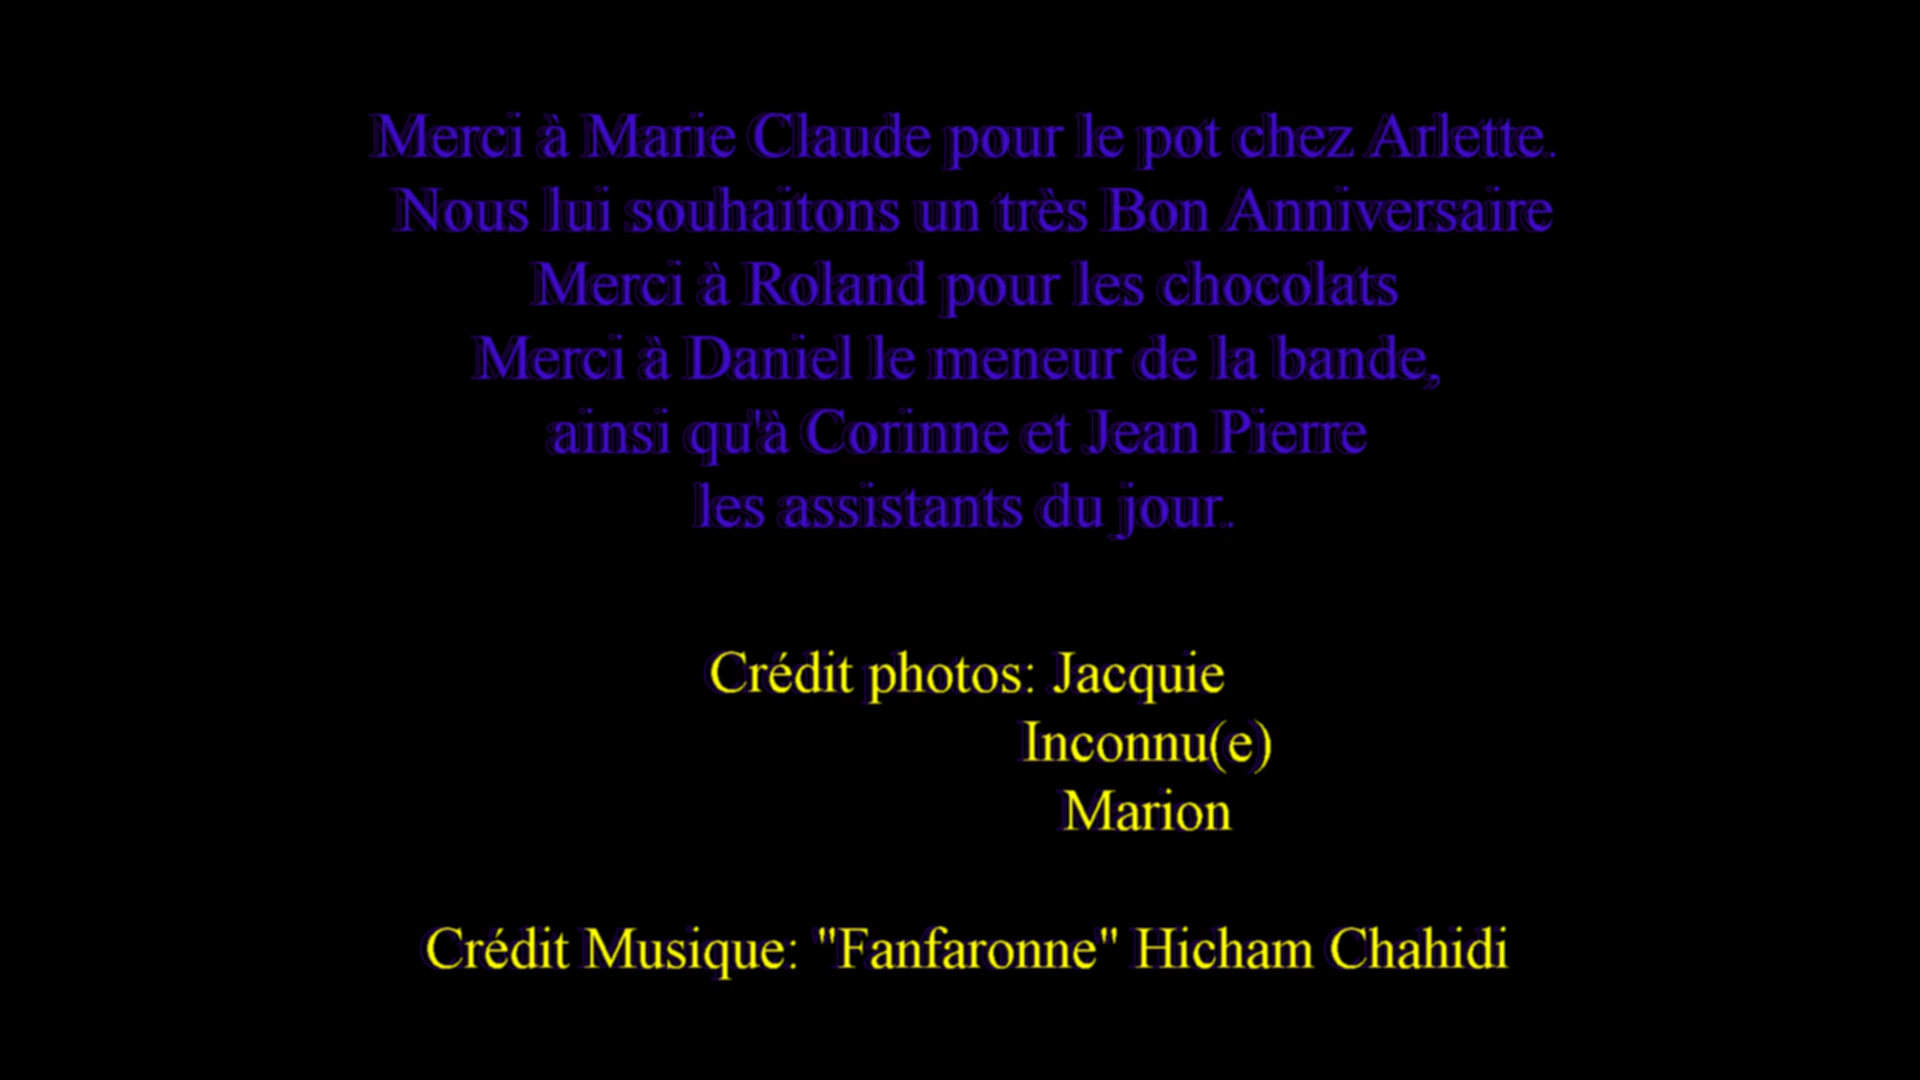 Merci à Marie Claude pour le pot chez Arlette.
Nous lui souhaitons un très Bon Anniversaire
Merci à Roland pour les chocolats
Merci à Daniel le meneur de la bande,
ainsi qu'à Corinne et Jean Pierre
les assistants du jour.
Crédit photos: Jacquie
Inconnu(e)
Marion
Crédit Musique: "Fanfaronne" Hicham Chahidi